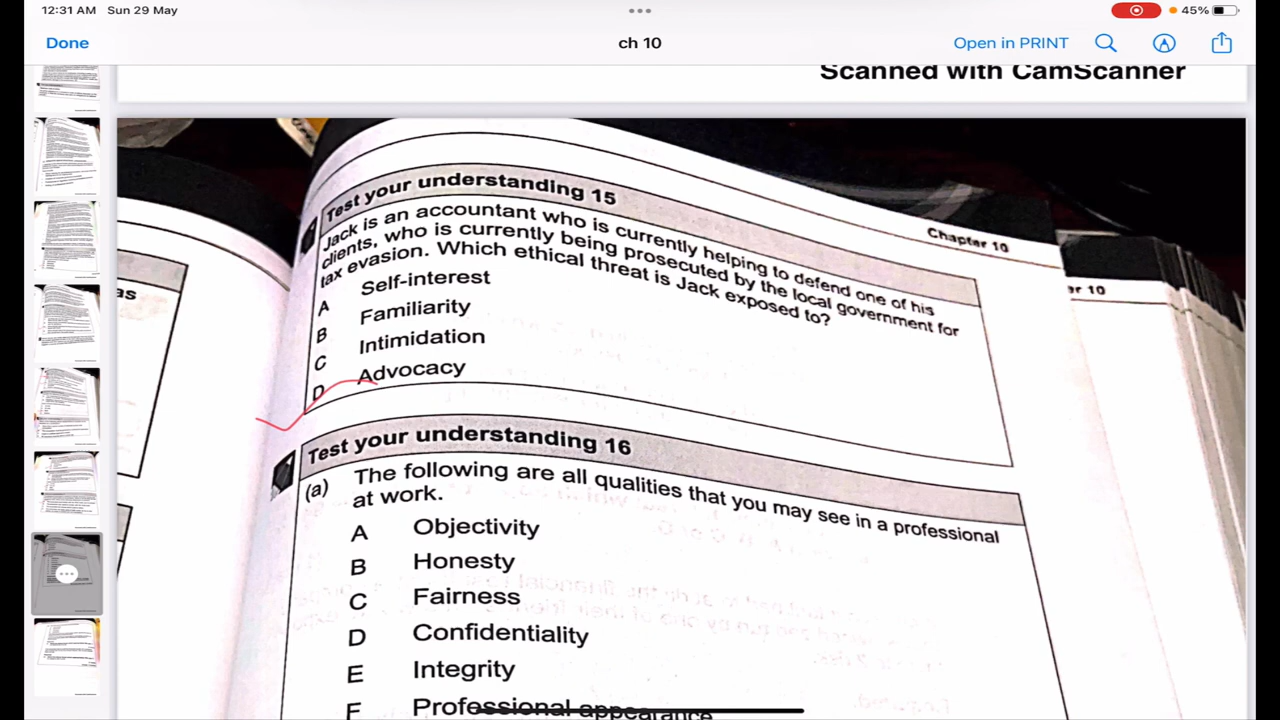 12:31 AM Sun 29 May
45%
Done
ch 10
Open in PRINT
Scanned with CamScanner
Chapter 10
er 10
as
Test your understanding 15
Jack is an accountant who is currently helping to defend one of his
clients, who is currently being prosecuted by the local government for
tax evasion. Which ethical threat is Jack exposed to?
A Self-interest
B Familiarity
C Intimidation
D Advocacy
Test your understanding 16
(a) The following are all qualities that you may see in a professional
at work.
A Objectivity
B Honesty
C Fairness
D Confidentiality
E Integrity
F Professional appearance